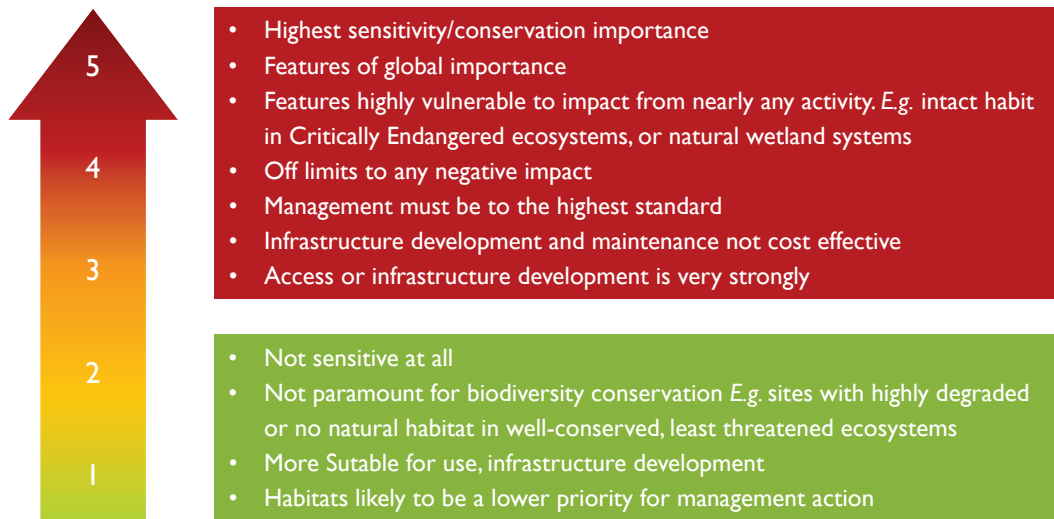 5
4
3
2
1
• Highest sensitivity/conservation importance
• Features of global importance
• Features highly vulnerable to impact from nearly any activity. E.g. intact habit
in Critically Endangered ecosystems, or natural wetland systems
• Off limits to any negative impact
• Management must be to the highest standard
• Infrastructure development and maintenance not cost effective
• Access or infrastructure development is very strongly
• Not sensitive at all
• Not paramount for biodiversity conservation E.g. sites with highly degraded
or no natural habitat in well-conserved, least threatened ecosystems
• More Sutable for use, infrastructure development
• Habitats likely to be a lower priority for management action